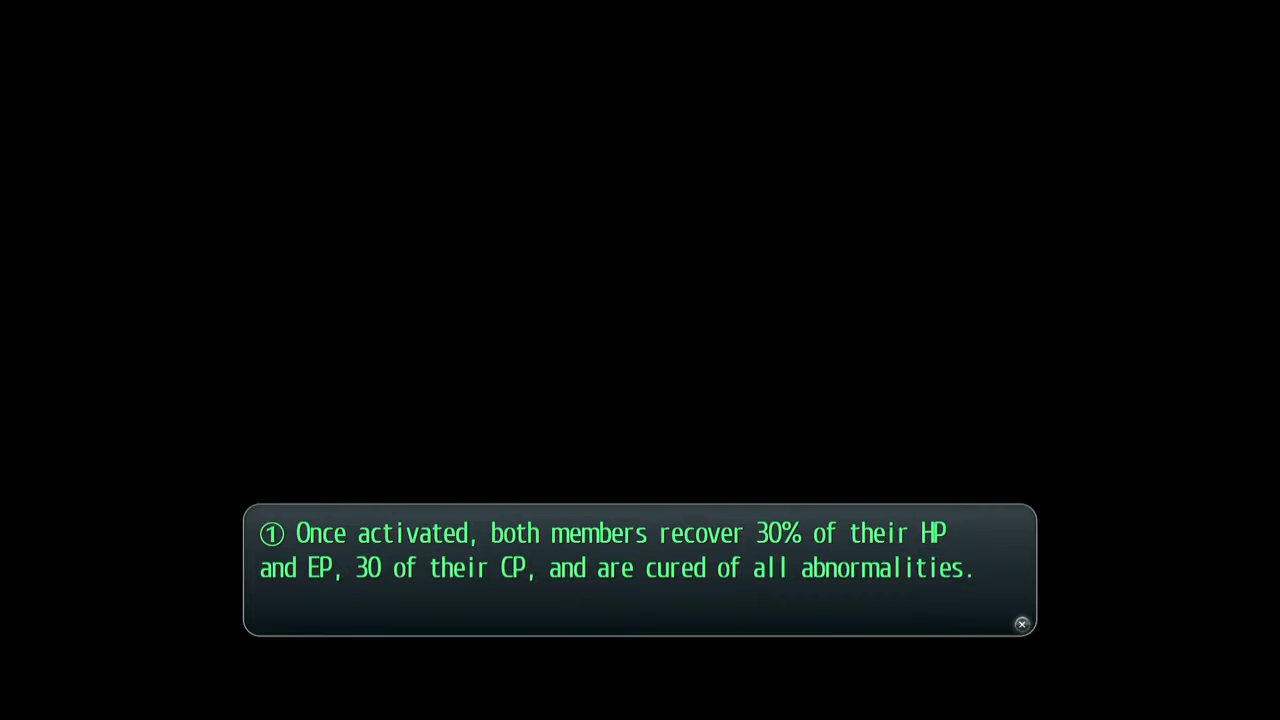 ① Once activated, both members recover 30% of their HP
and EP, 30 of their CP, and are cured of all abnormalities.